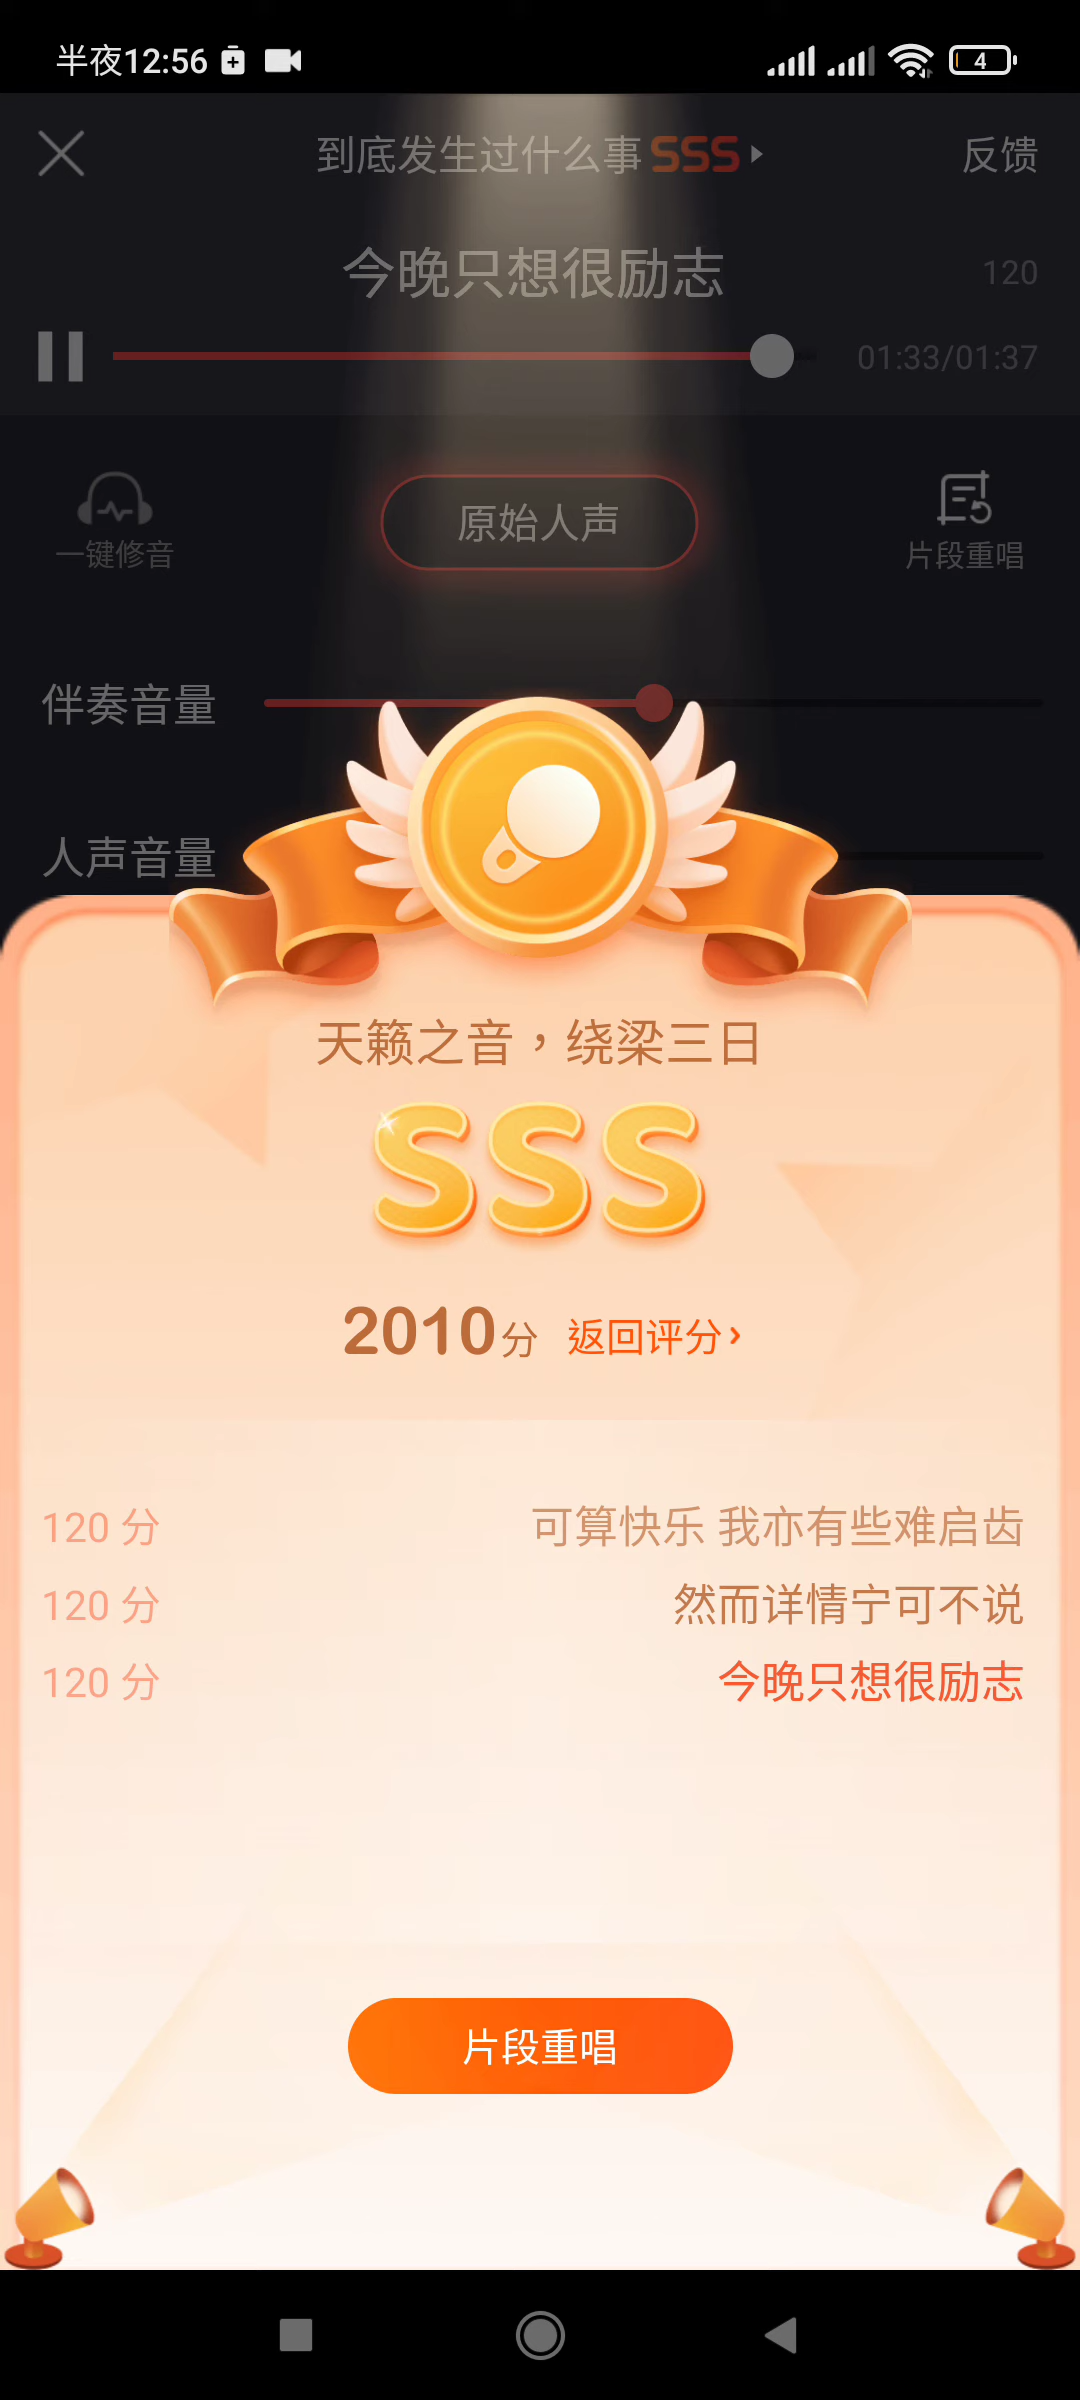 半夜12:56
4
到底发生过什么事 SSS
反馈
今晚只想很励志
120
01:33/01:37
一键修音
原始人声
片段重唱
伴奏音量
人声音量
天籁之音，绕梁三日
SSS
2010分 返回评分
120 分 可算快乐 我亦有些难启齿
120 分 然而详情宁可不说
120 分 今晚只想很励志
片段重唱